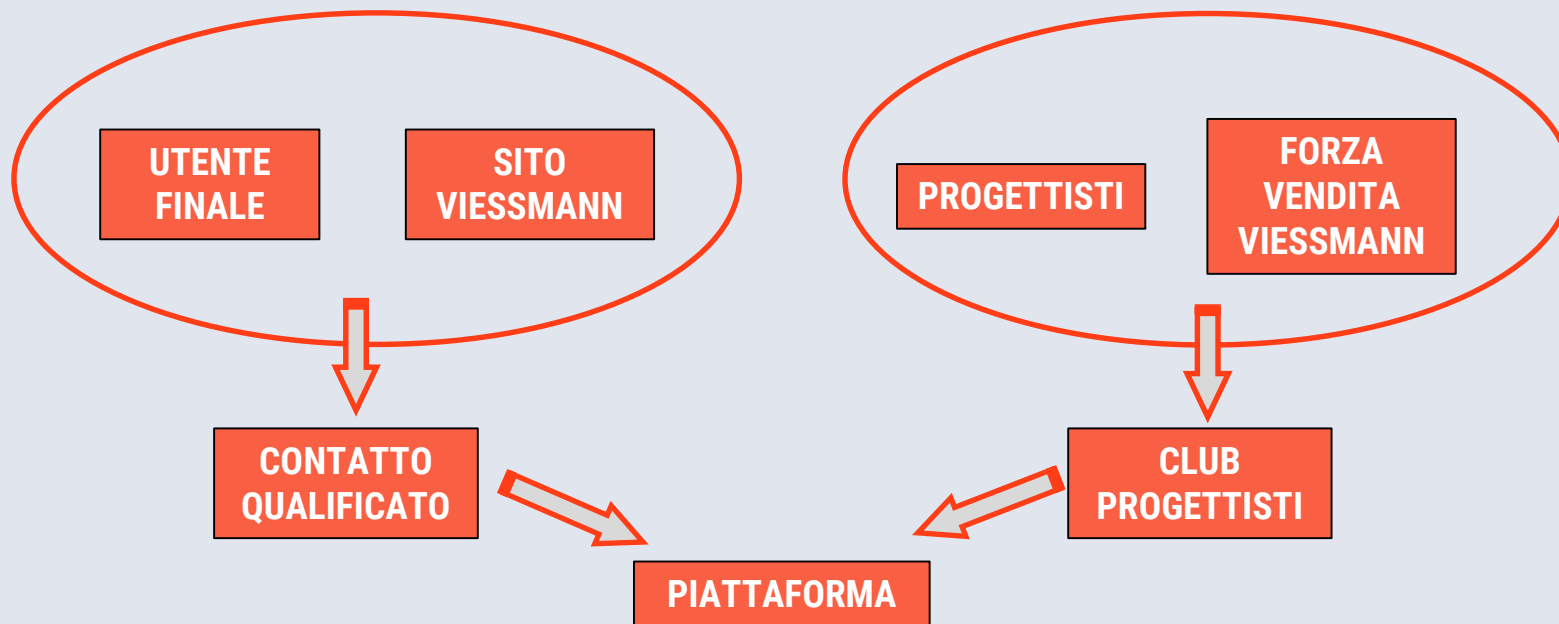 UTENTE
FINALE
SITO
VIESSMANN
PROGETTISTI
FORZA
VENDITA
VIESSMANN
CONTATTO
QUALIFICATO
CLUB
PROGETTISTI
PIATTAFORMA